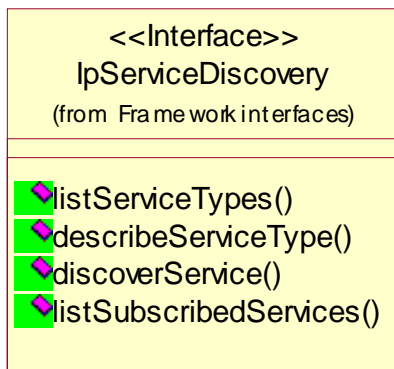 <<Interface>>
IpServiceDiscovery
(from Framework interfaces)
listServiceTypes()
describeServiceType()
discoverService()
listSubscribedServices()